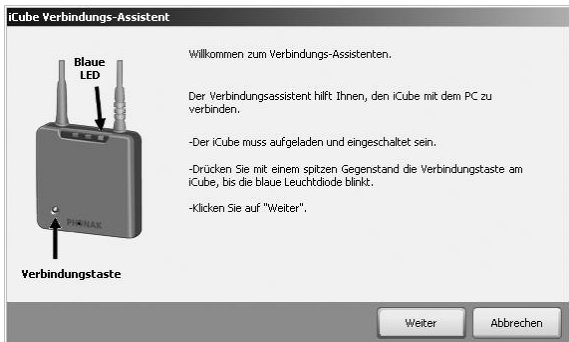 iCube Verbindungs-Assistent
Blaue
LED
PHONAK
Verbindungstaste
Willkommen zum Verbindungs-Assistenten.
Der Verbindungsassistent hilft Ihnen, den iCube mit dem PC zu
verbinden.
-Der iCube muss aufgeladen und eingeschaltet sein.
-Drücken Sie mit einem spitzen Gegenstand die Verbindungstaste am
iCube, bis die blaue Leuchtdiode blinkt.
-Klicken Sie auf "Weiter".
Weiter
Abbrechen